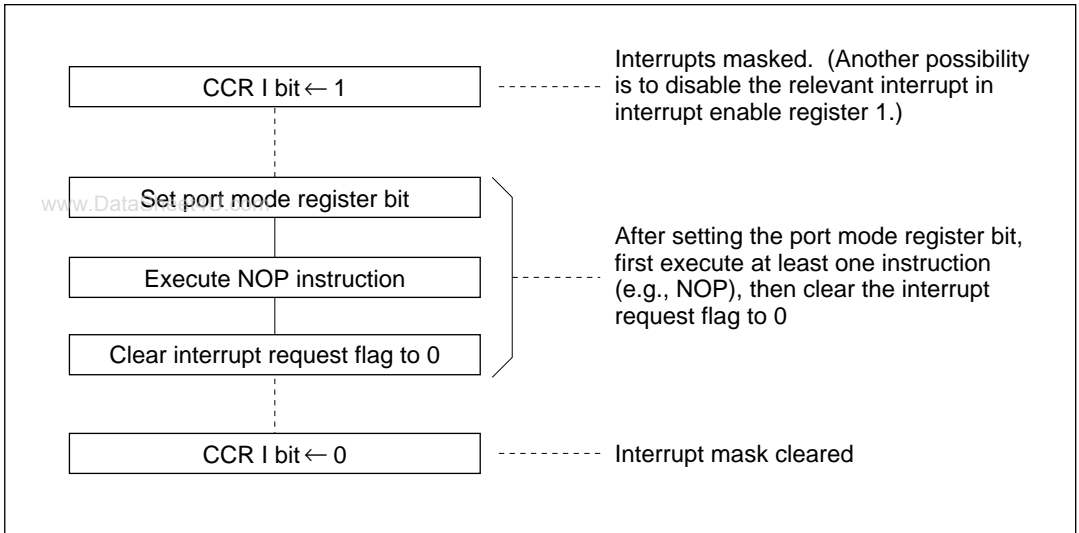 CCR I bit ← 1
Interrupts masked. (Another possibility
is to disable the relevant interrupt in
interrupt enable register 1.)
Set port mode register bit
www.DataSheet4U.com
Execute NOP instruction
Clear interrupt request flag to 0
After setting the port mode register bit,
first execute at least one instruction
(e.g., NOP), then clear the interrupt
request flag to 0
CCR I bit ← 0
Interrupt mask cleared